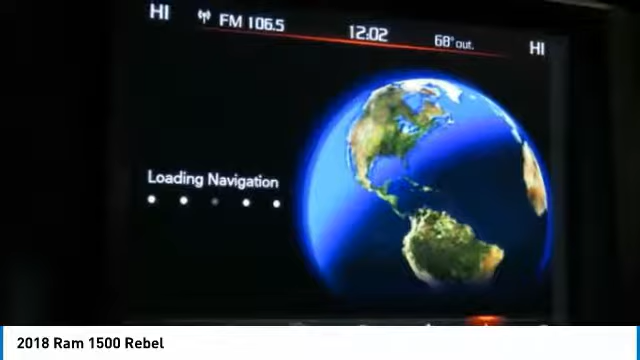 HI FM 106.5 12:02 68° out. HI
Loading Navigation
2018 Ram 1500 Rebel